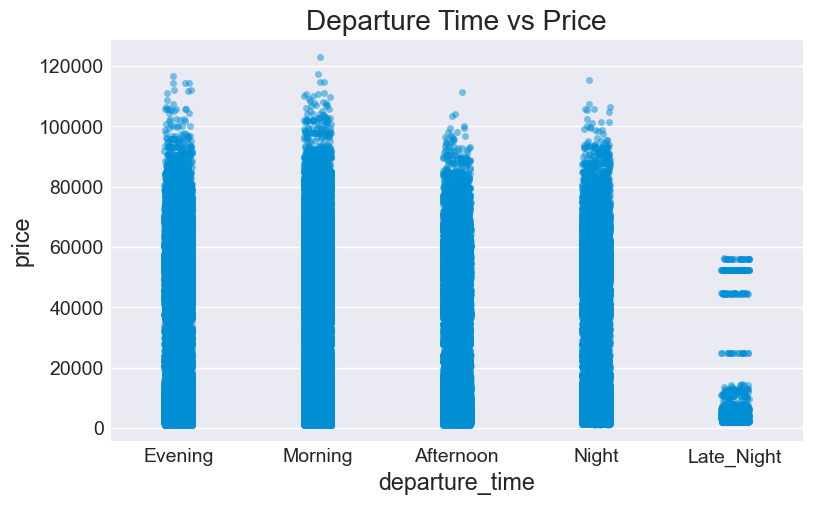 Departure Time vs Price
120000
100000
80000
60000
40000
20000
0
price
Evening Morning Afternoon Night Late_Night
departure_time